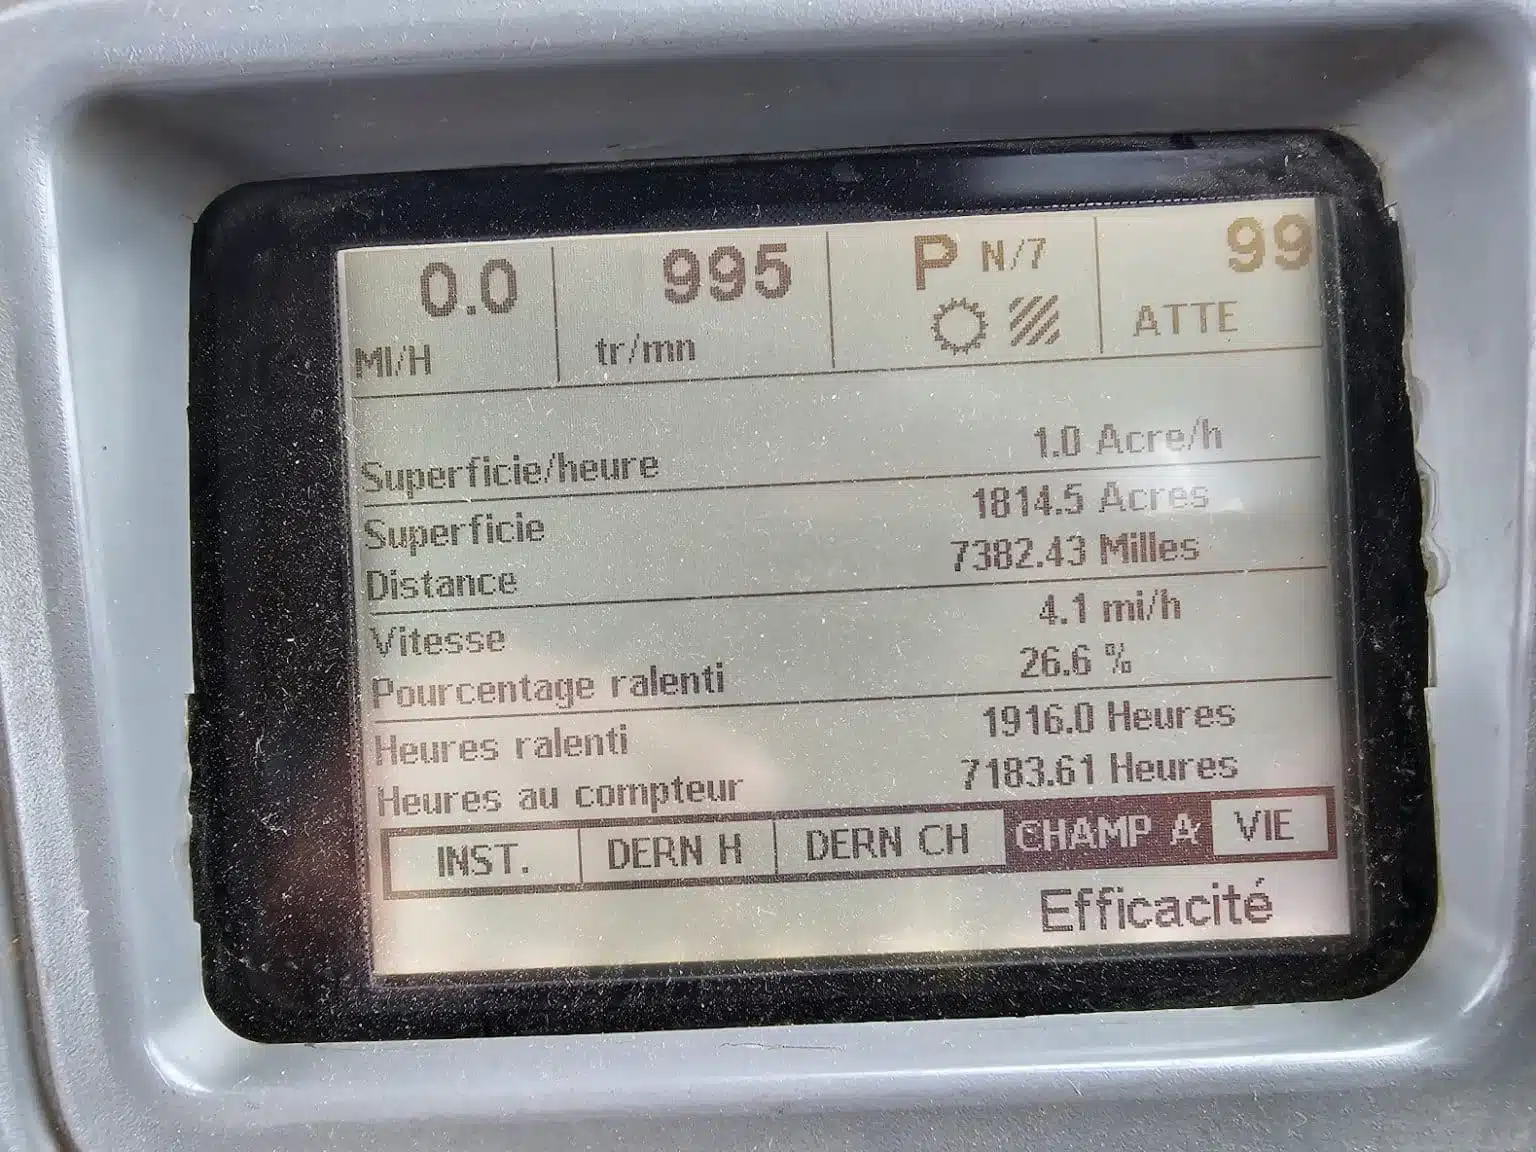 0.0 995 P N/7 99
MI/H tr/mn ATTE
Superficie/heure 1.0 Acre/h
Superficie 1814.5 Acres
Distance 7382.43 Milles
Vitesse 4.1 mi/h
Pourcentage ralenti 26.6 %
Heures ralenti 1916.0 Heures
Heures au compteur 7183.61 Heures
INST. DERN H DERN CH CHAMP A VIE
Efficacité